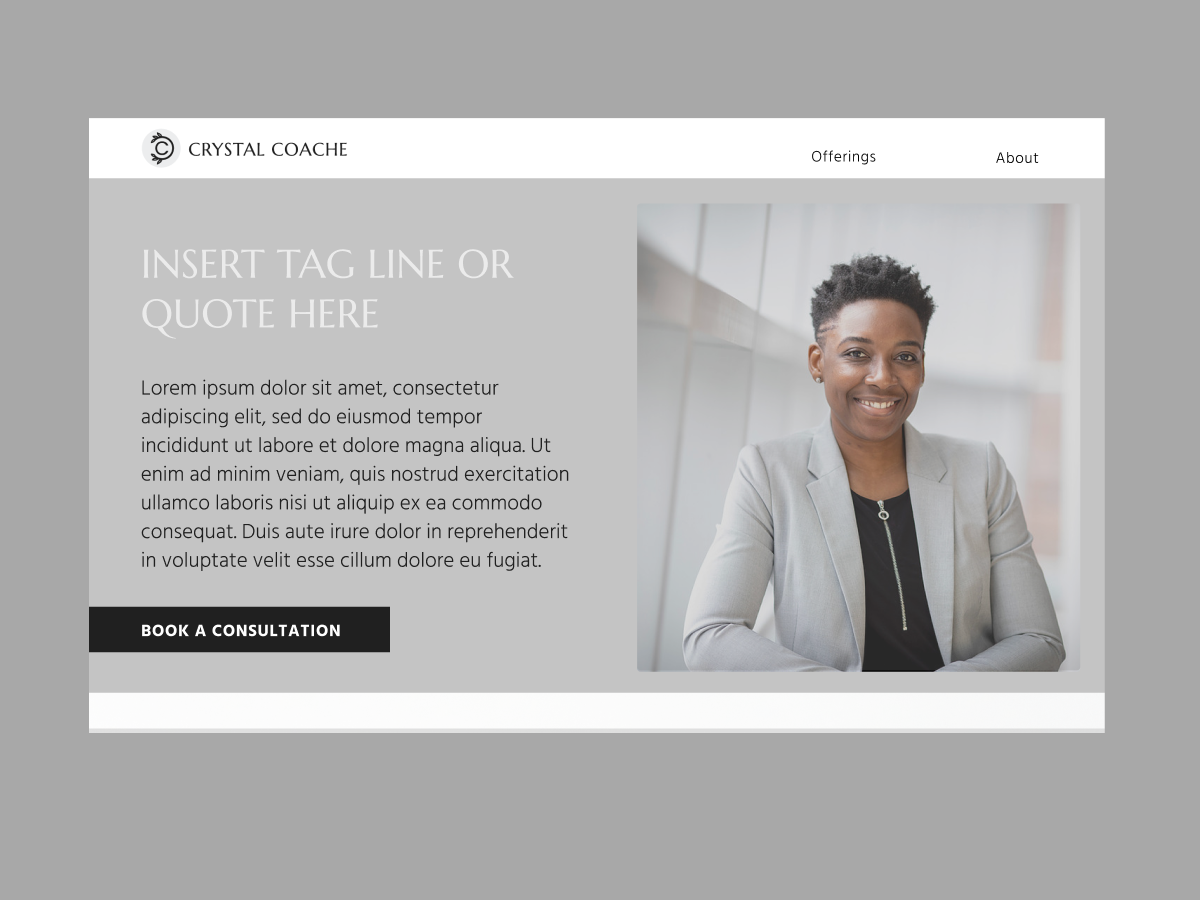 CRYSTAL COACHE
Offerings
About
INSERT TAG LINE OR
QUOTE HERE
Lorem ipsum dolor sit amet, consectetur
adipiscing elit, sed do eiusmod tempor
incididunt ut labore et dolore magna aliqua. Ut
enim ad minim veniam, quis nostrud exercitation
ullamco laboris nisi ut aliquip ex ea commodo
consequat. Duis aute irure dolor in reprehenderit
in voluptate velit esse cillum dolore eu fugiat.
BOOK A CONSULTATION